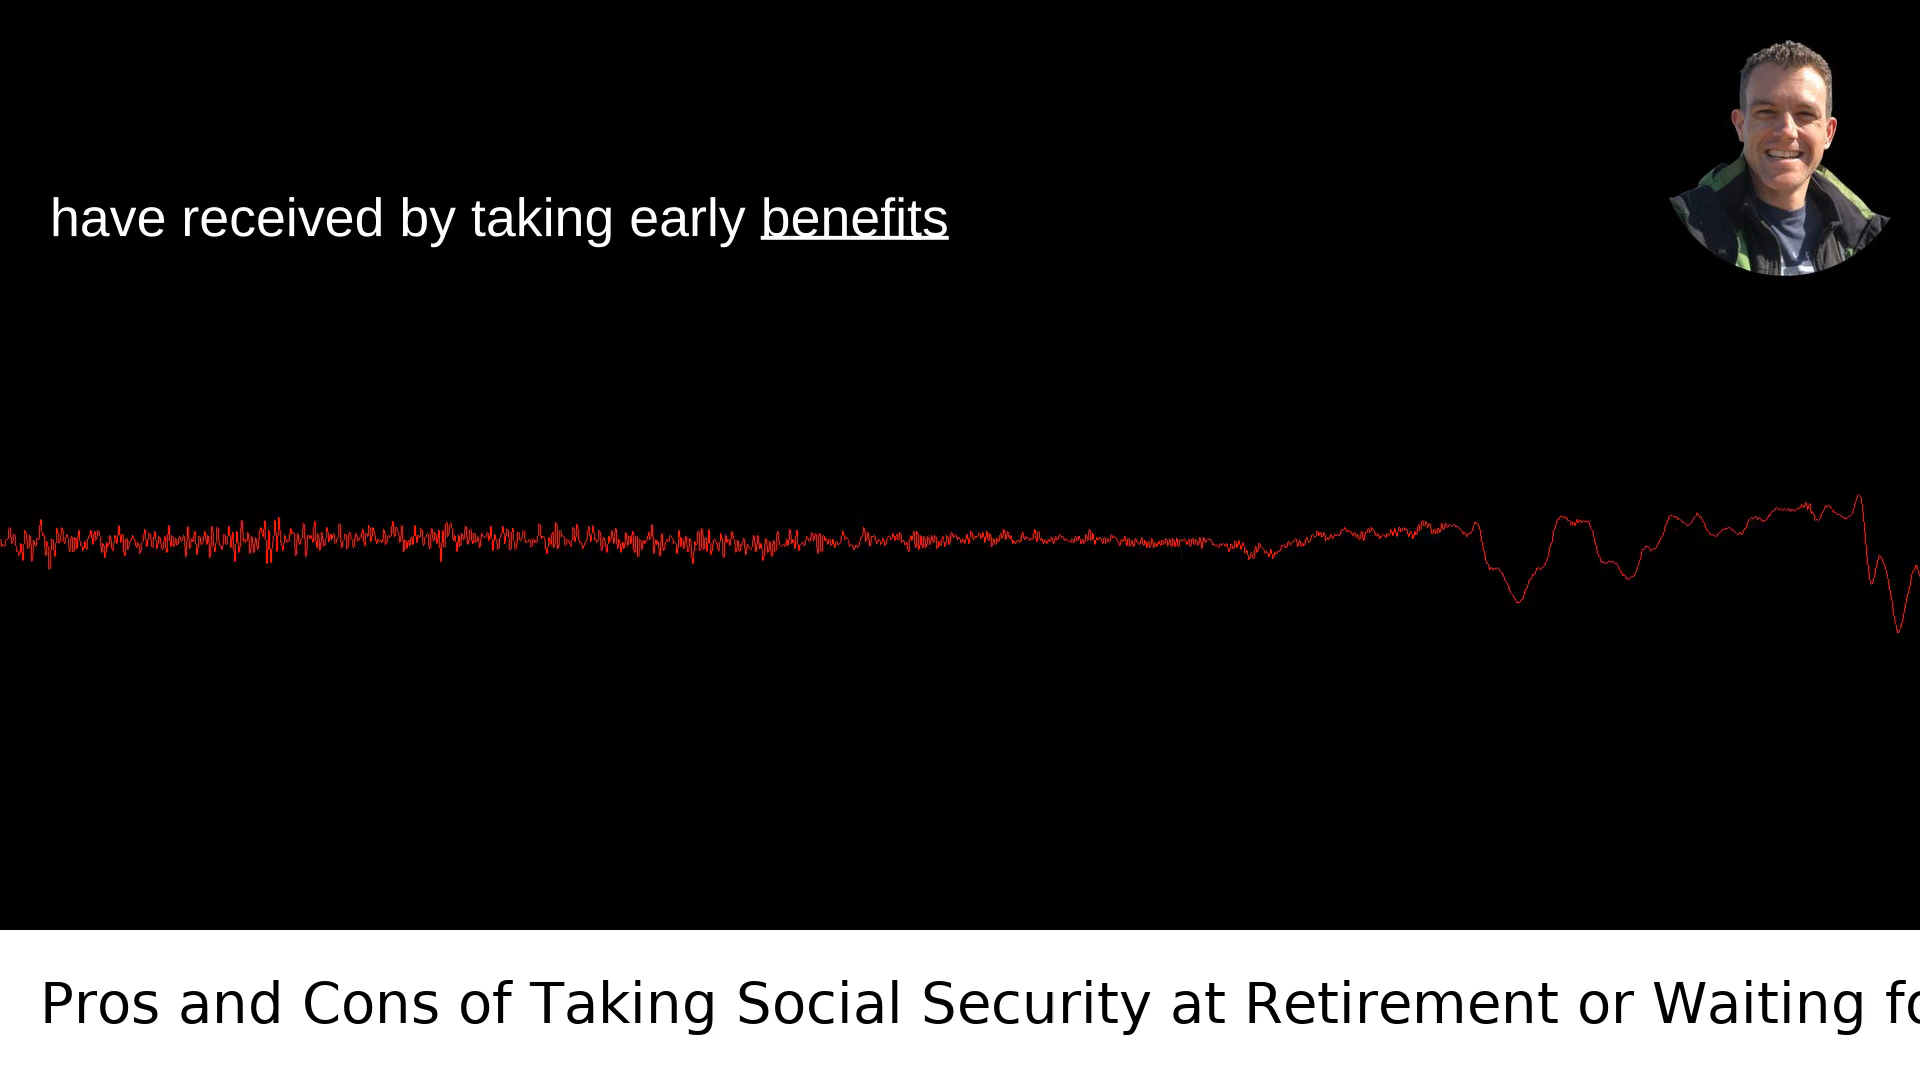 have received by taking early benefits
Pros and Cons of Taking Social Security at Retirement or Waiting